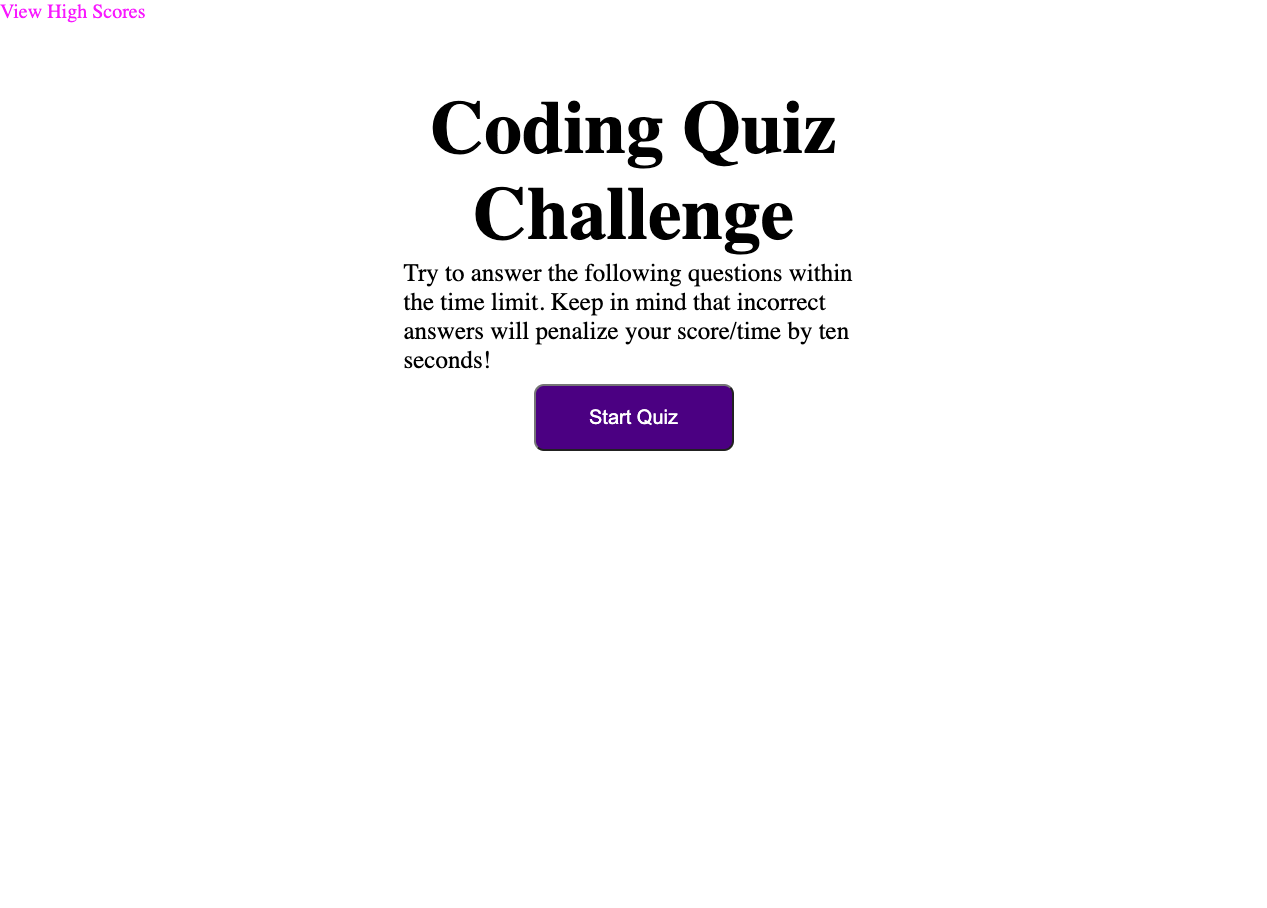 View High Scores
Coding Quiz
Challenge
Try to answer the following questions within
the time limit. Keep in mind that incorrect
answers will penalize your score/time by ten
seconds!
Start Quiz